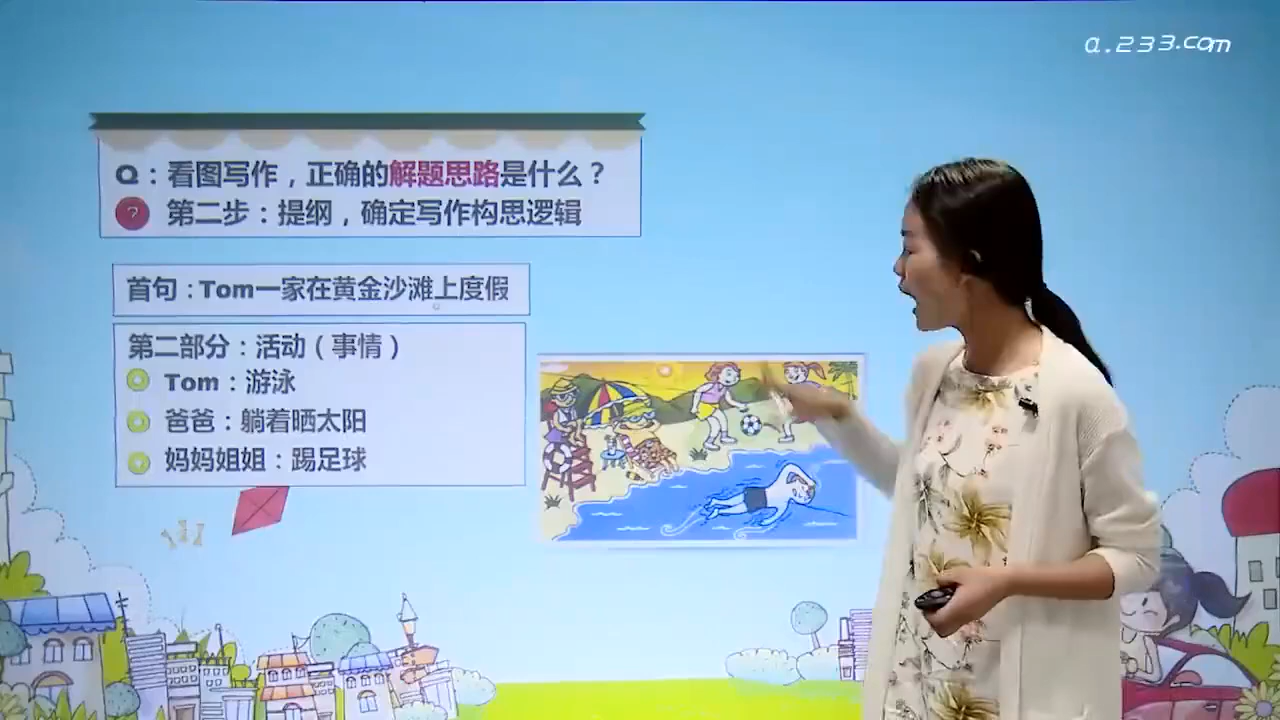 a.233.com
Q：看图写作，正确的解题思路是什么？
? 第二步：提纲，确定写作构思逻辑
首句：Tom一家在黄金沙滩上度假
第二部分：活动（事情）
Tom：游泳
爸爸：躺着晒太阳
妈妈姐姐：踢足球